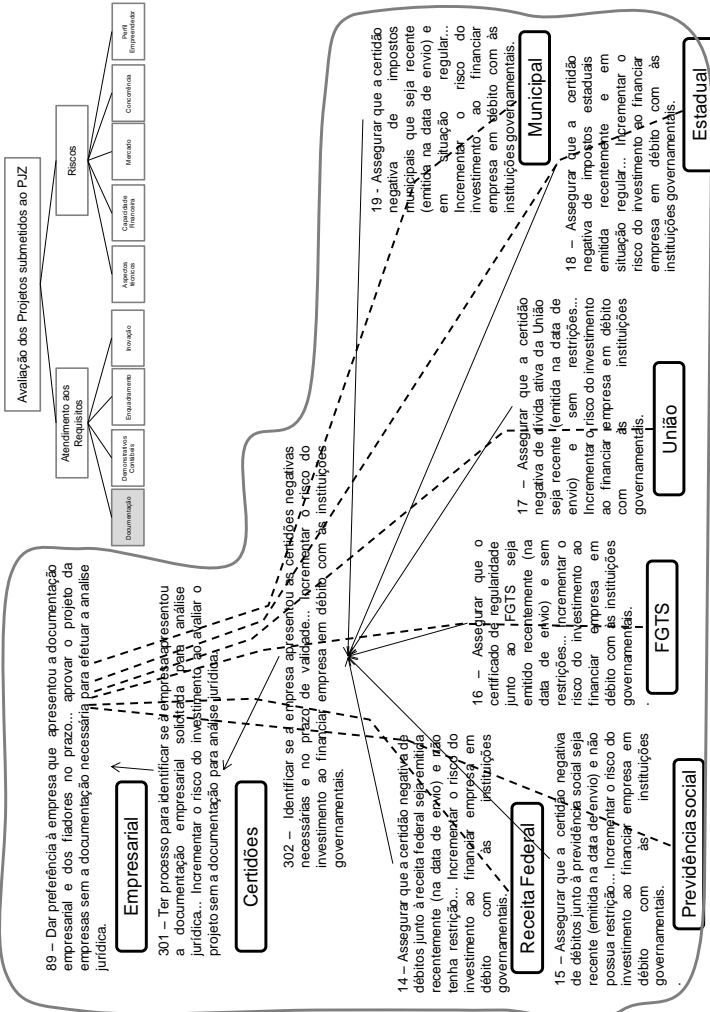 Avaliação dos Projetos submetidos ao PJZ
Atendimento aos
Requisitos
Riscos
Documentação
Demonstrativos
Contábeis
Enquadramento
Inovação
Aspectos
técnicos
Capacidade
Financeira
Mercado
Concorrência
Perfil
Empreendedor
89 – Dar preferência à empresa que apresentou a documentação
empresarial e dos fiadores no prazo... aprovar o projeto da
empresas sem a documentação necessária para efetuar a analise
jurídica.
Empresarial
301 – Ter processo para identificar se a empresa apresentou
a documentação empresarial solicitada para análise
jurídica... Incrementar o risco do investimento ao avaliar o
projeto sem a documentação para análise jurídica.
Certidões
302 – Identificar se a empresa apresentou as certidões negativas
necessárias e no prazo de validade... Incrementar o risco do
investimento ao financiar empresa tem débito com às instituições
governamentais.
14 – Assegurar que a certidão negativa de
débitos junto à receita federal seja emitida
recentemente (na data de envio) e não
tenha restrição... Incrementar o risco do
investimento ao financiar empresa em
débito com às instituições
governamentais.
Receita Federal
15 – Assegurar que a certidão negativa
de débitos junto à previdência social seja
recente (emitida na data de envio) e não
possua restrição... Incrementar o risco do
investimento ao financiar empresa em
débito com às instituições
governamentais.
.
Previdência social
16 – Assegurar que o
certificado de regularidade
junto ao FGTS seja
emitido recentemente (na
data de envio) e sem
restrições... Incrementar o
risco do investimento ao
financiar empresa em
débito com às instituições
governamentais.
.
FGTS
17 – Assegurar que a certidão
negativa de dívida ativa da União
seja recente (emitida na data de
envio) e sem restrições...
Incrementar o risco do investimento
ao financiar empresa em débito
com às instituições
governamentais.
União
19 - Assegurar que a certidão
negativa de impostos
municipais que seja recente
(emitida na data de envio) e
em situação regular...
Incrementar o risco do
investimento ao financiar
empresa em débito com às
instituições governamentais.
Municipal
18 – Assegurar que a certidão
negativa de impostos estaduais
emitida recentemente e em
situação regular... Incrementar o
risco do investimento ao financiar
empresa em débito com às
instituições governamentais.
Estadual